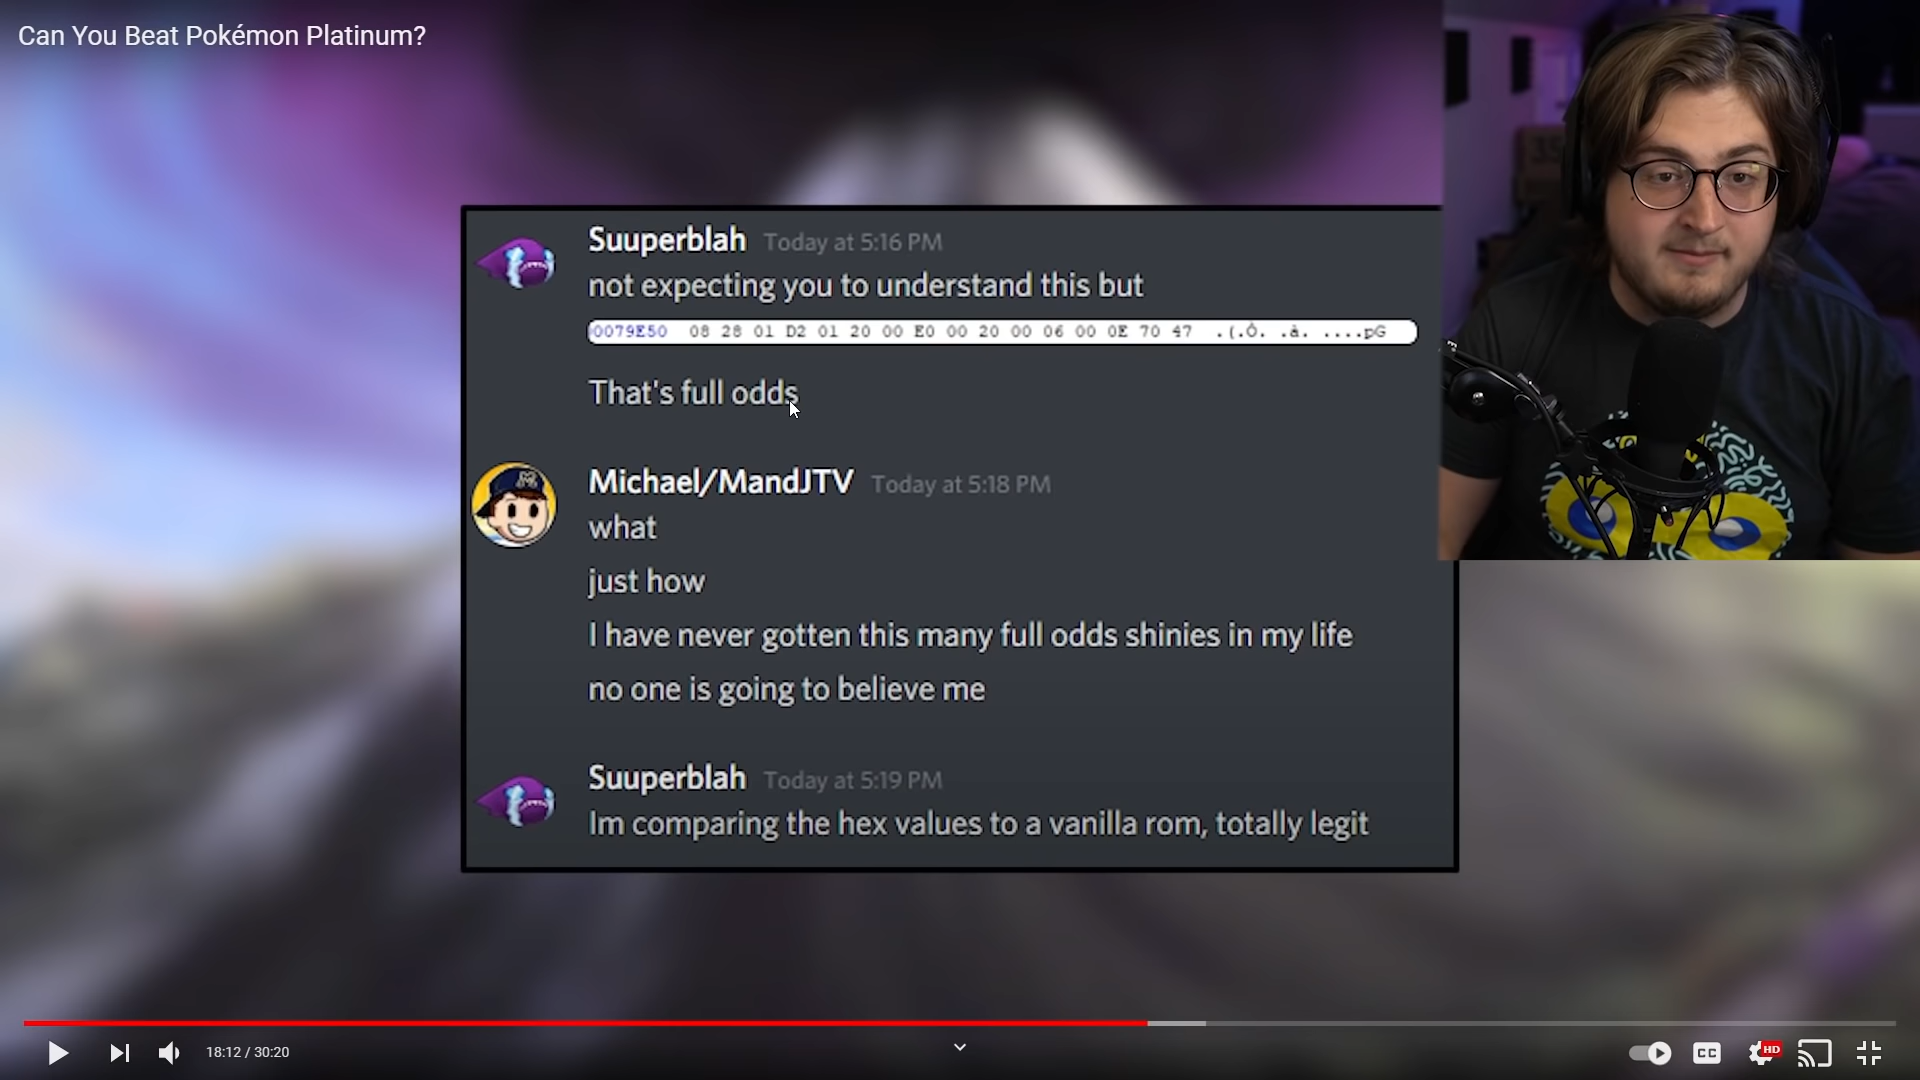 Can You Beat Pokémon Platinum?
Suuperblah Today at 5:16 PM
not expecting you to understand this but
0079E50 08 28 01 D2 01 20 00 E0 00 20 00 06 00 0E 70 47 .(.Ò. .à. ....pG
That's full odds
Michael/MandJTV Today at 5:18 PM
what
just how
I have never gotten this many full odds shinies in my life
no one is going to believe me
Suuperblah Today at 5:19 PM
Im comparing the hex values to a vanilla rom, totally legit
18:12 / 30:20
CC
HD